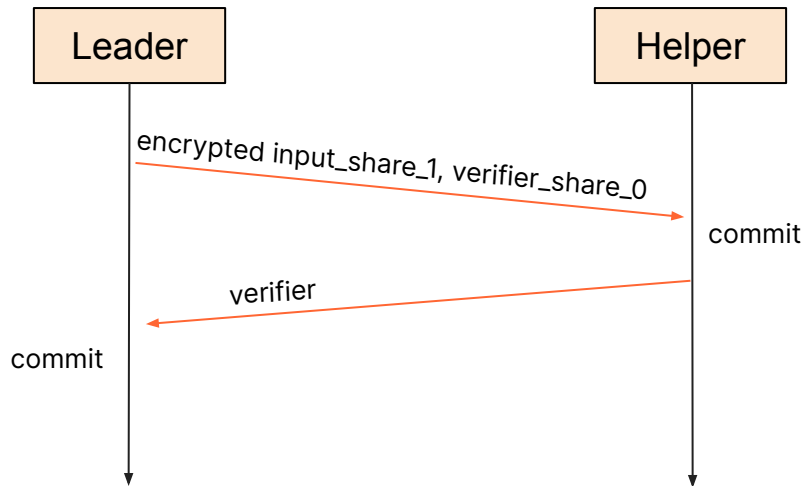 Leader
Helper
encrypted input_share_1, verifier_share_0
commit
verifier
commit